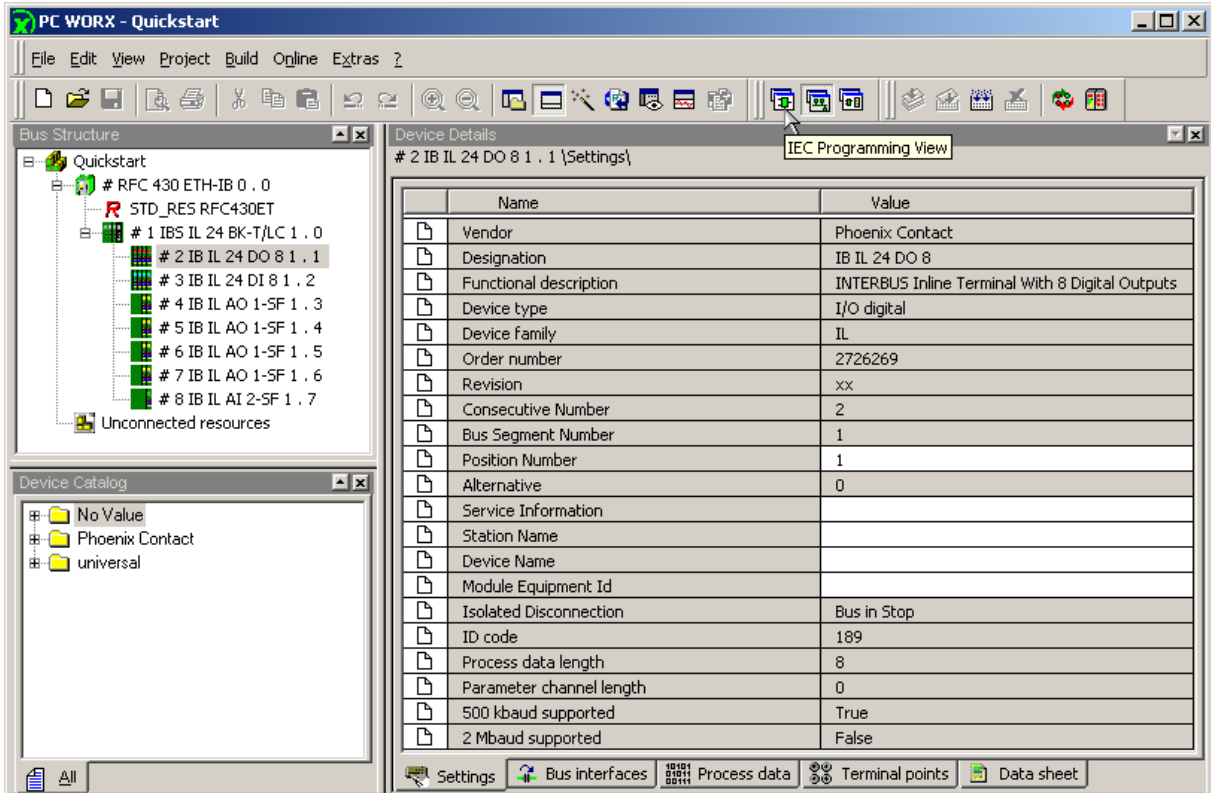 PC WORX - Quickstart
File Edit View Project Build Online Extras ?
IEC Programming View
Bus Structure
Quickstart
# RFC 430 ETH-IB 0 . 0
STD_RES RFC430ET
# 1 IBS IL 24 BK-T/LC 1 . 0
# 2 IB IL 24 DO 8 1 . 1
# 3 IB IL 24 DI 8 1 . 2
# 4 IB IL AO 1-SF 1 . 3
# 5 IB IL AO 1-SF 1 . 4
# 6 IB IL AO 1-SF 1 . 5
# 7 IB IL AO 1-SF 1 . 6
# 8 IB IL AI 2-SF 1 . 7
Unconnected resources
Device Catalog
No Value
Phoenix Contact
universal
All
Device Details
# 2 IB IL 24 DO 8 1 . 1 \Settings\
Name Value
Vendor Phoenix Contact
Designation IB IL 24 DO 8
Functional description INTERBUS Inline Terminal With 8 Digital Outputs
Device type I/O digital
Device family IL
Order number 2726269
Revision xx
Consecutive Number 2
Bus Segment Number 1
Position Number 1
Alternative 0
Service Information
Station Name
Device Name
Module Equipment Id
Isolated Disconnection Bus in Stop
ID code 189
Process data length 8
Parameter channel length 0
500 kbaud supported True
2 Mbaud supported False
Settings Bus interfaces Process data Terminal points Data sheet